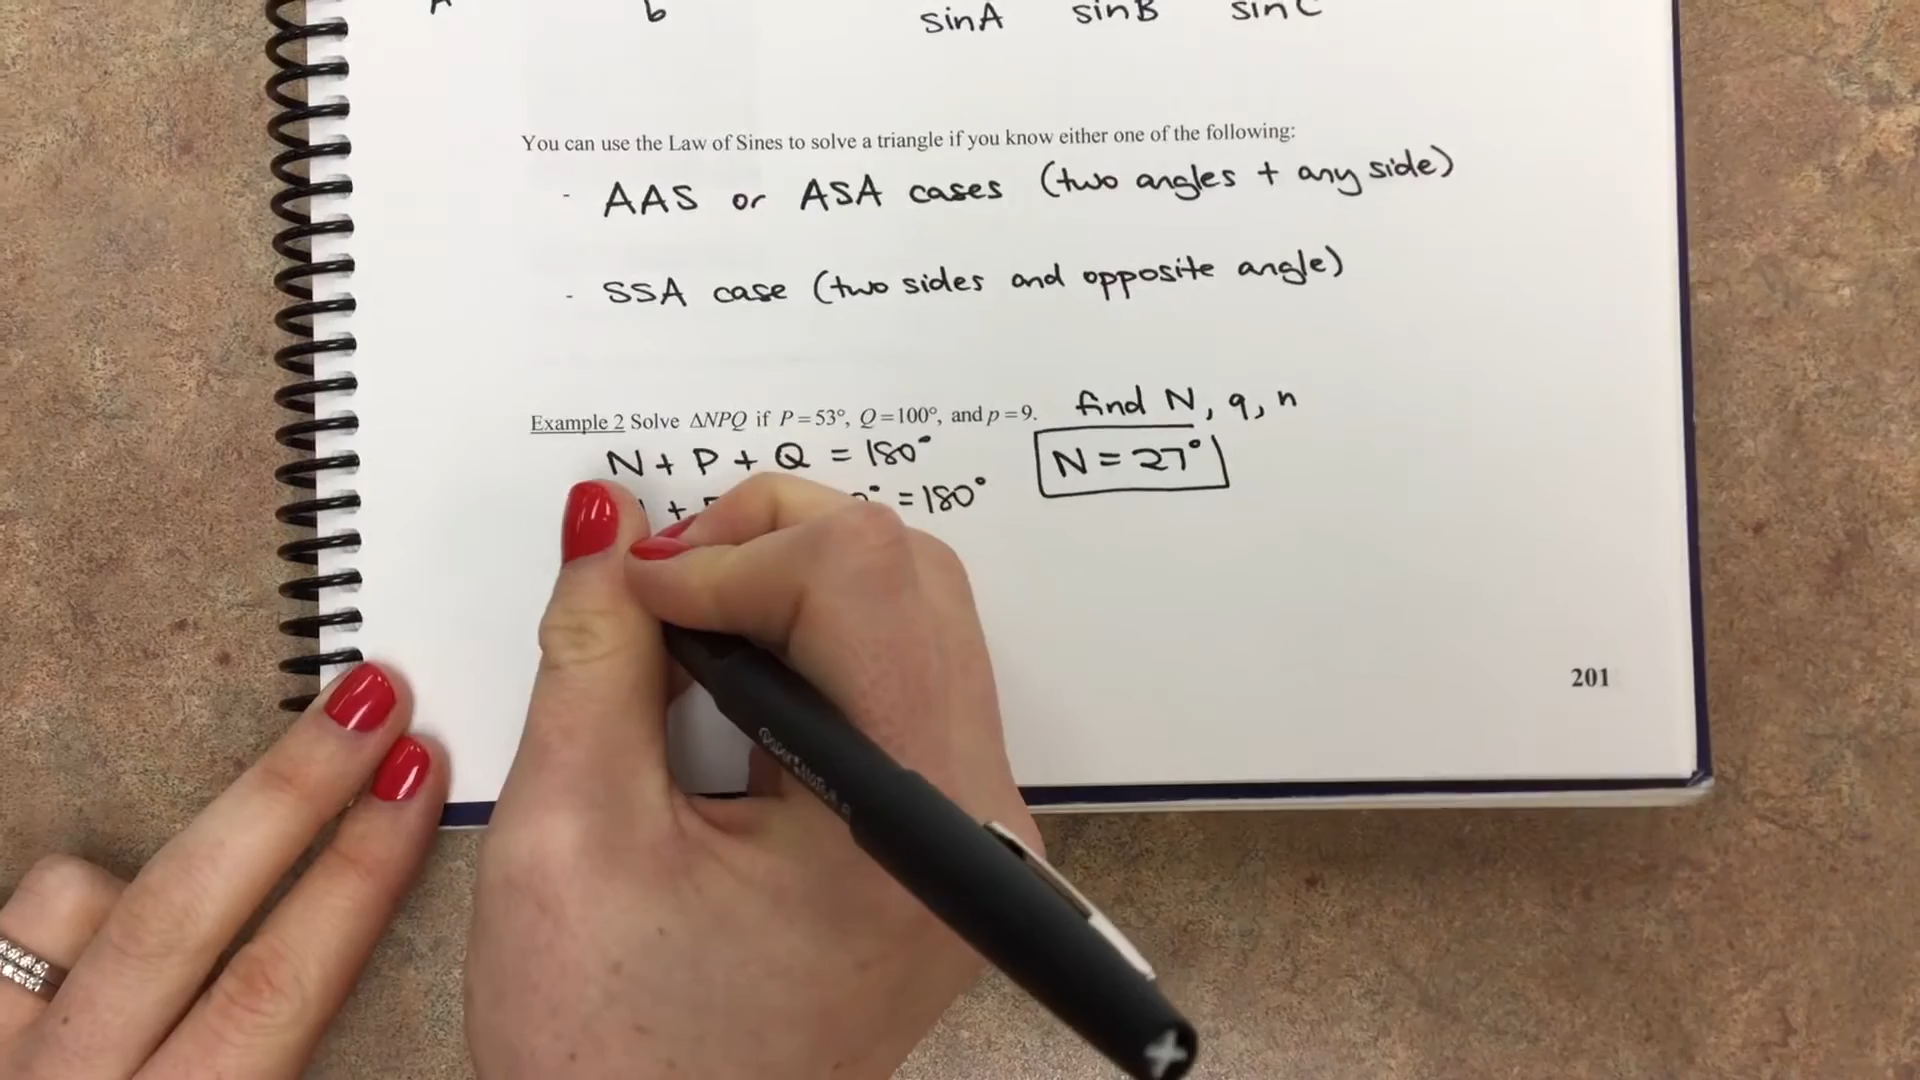 b sinA sinB sinC
You can use the Law of Sines to solve a triangle if you know either one of the following:
- AAS or ASA cases (two angles + any side)
- SSA case (two sides and opposite angle)
Example 2 Solve ΔNPQ if P=53°, Q=100°, and p=9. find N, q, n
N + P + Q = 180° N = 27°
+ = 180°
201